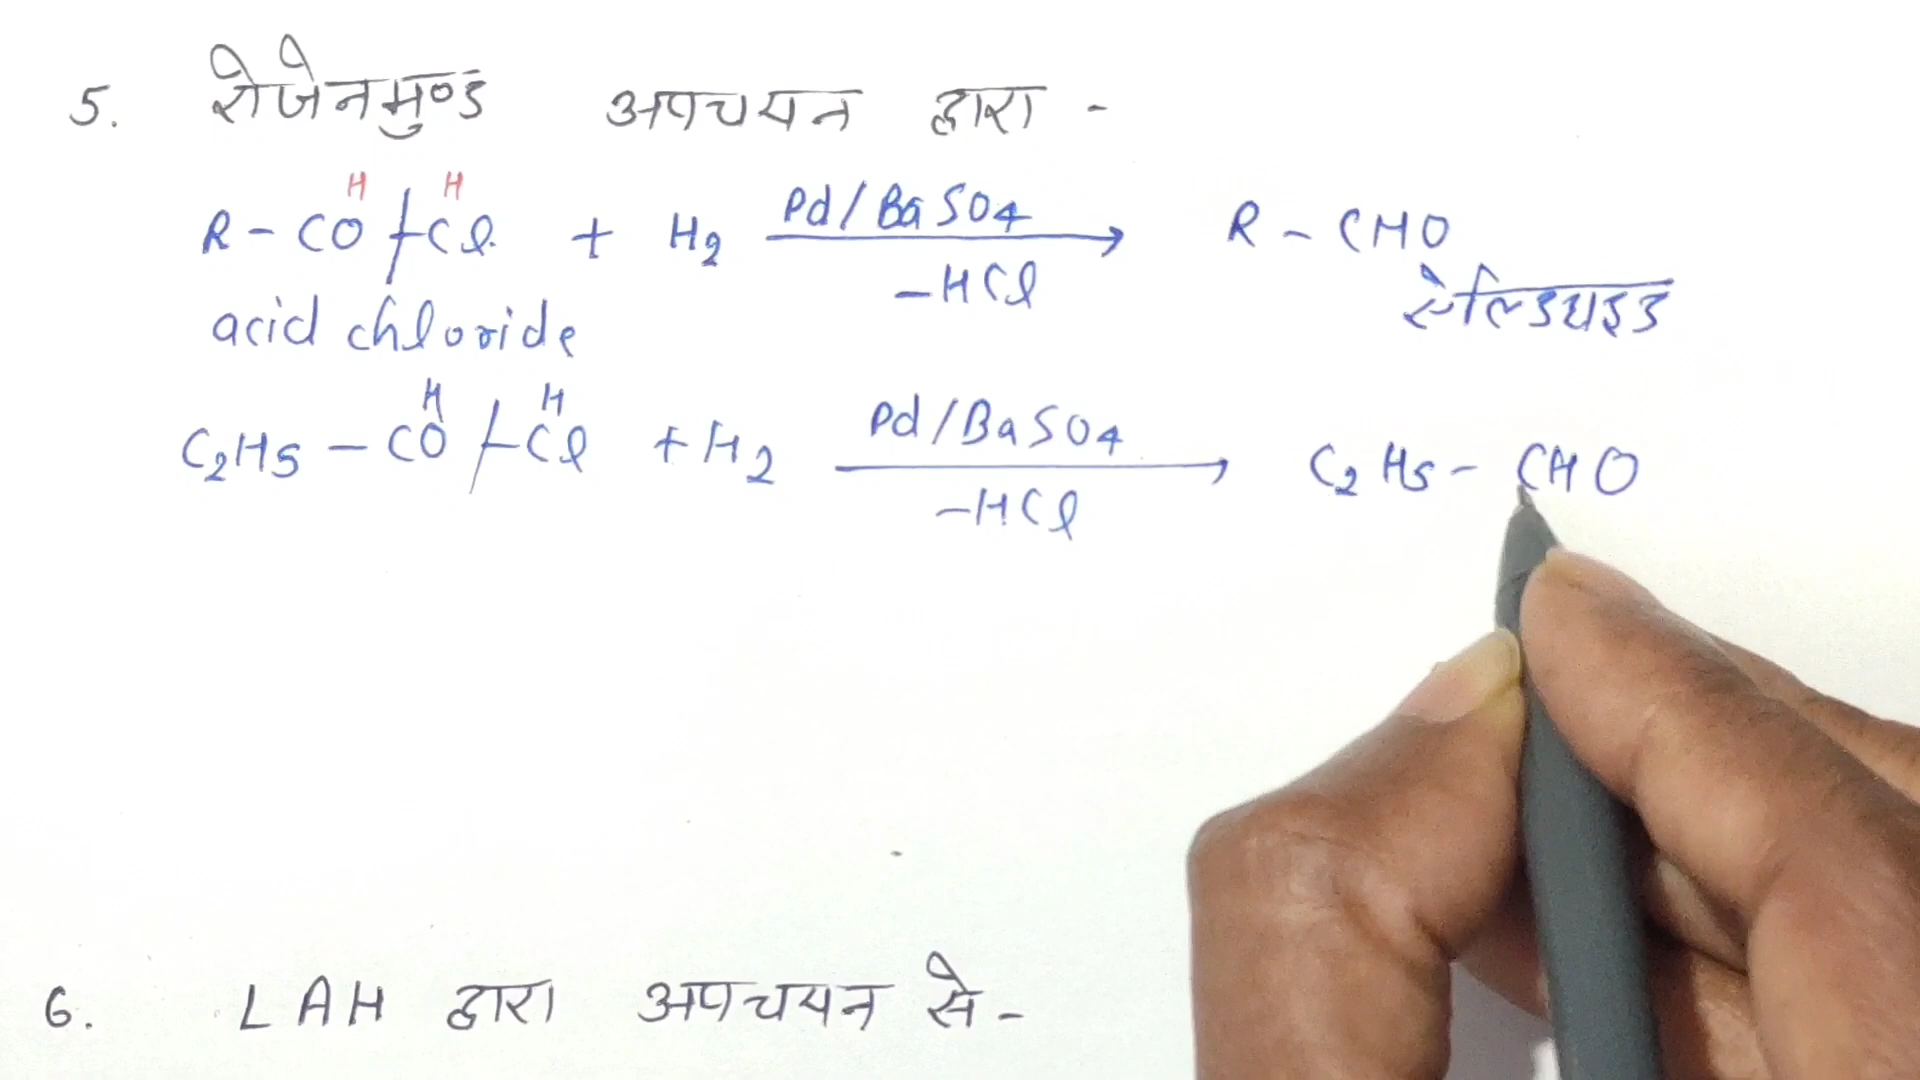 5. रोजेनमुण्ड अपचयन द्वारा -
H H
R - CO Cl + H₂ Pd/BaSO₄ → R - CHO
-HCl
acid chloride ऐल्डिहाइड
H H
C₂H₅ - CO Cl + H₂ Pd/BaSO₄ → C₂H₅ - CHO
-HCl
6. LAH द्वारा अपचयन से -